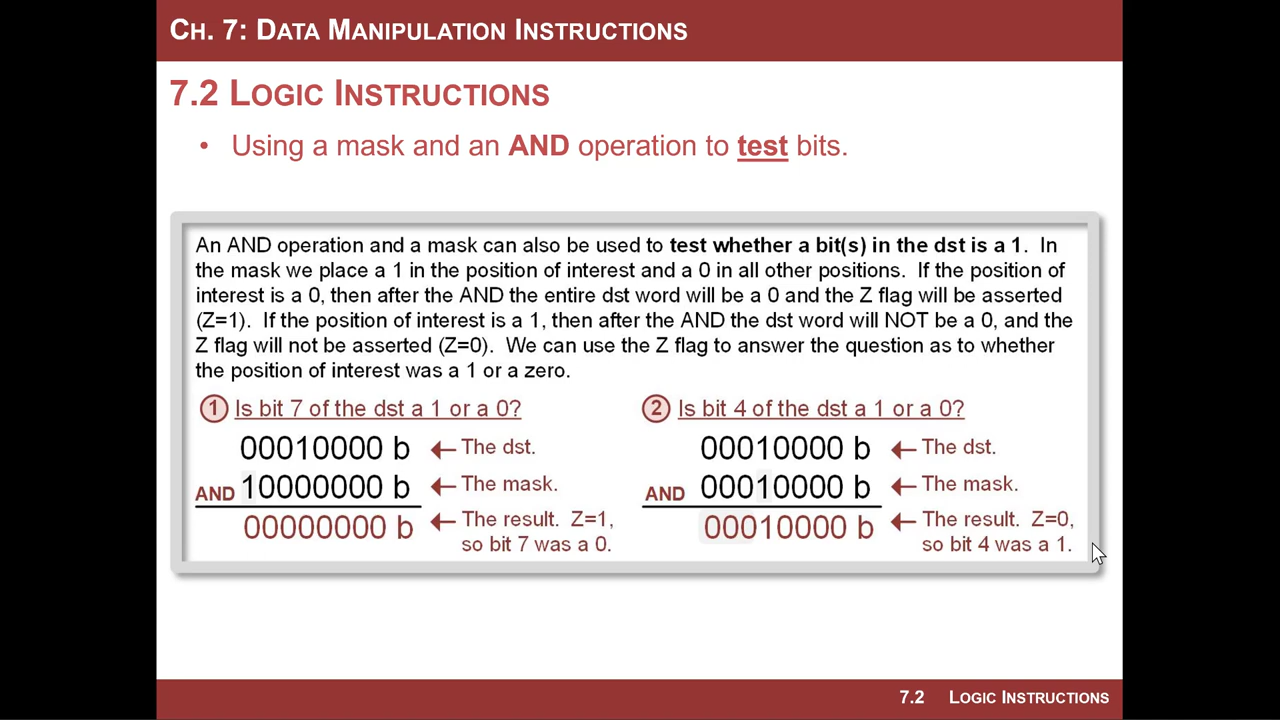 CH. 7: DATA MANIPULATION INSTRUCTIONS
7.2 LOGIC INSTRUCTIONS
• Using a mask and an AND operation to test bits.
An AND operation and a mask can also be used to test whether a bit(s) in the dst is a 1. In
the mask we place a 1 in the position of interest and a 0 in all other positions. If the position of
interest is a 0, then after the AND the entire dst word will be a 0 and the Z flag will be asserted
(Z=1). If the position of interest is a 1, then after the AND the dst word will NOT be a 0, and the
Z flag will not be asserted (Z=0). We can use the Z flag to answer the question as to whether
the position of interest was a 1 or a zero.
1 Is bit 7 of the dst a 1 or a 0?
00010000 b ← The dst.
AND 10000000 b ← The mask.
00000000 b ← The result. Z=1,
so bit 7 was a 0.
2 Is bit 4 of the dst a 1 or a 0?
00010000 b ← The dst.
AND 00010000 b ← The mask.
00010000 b ← The result. Z=0,
so bit 4 was a 1.
7.2 LOGIC INSTRUCTIONS